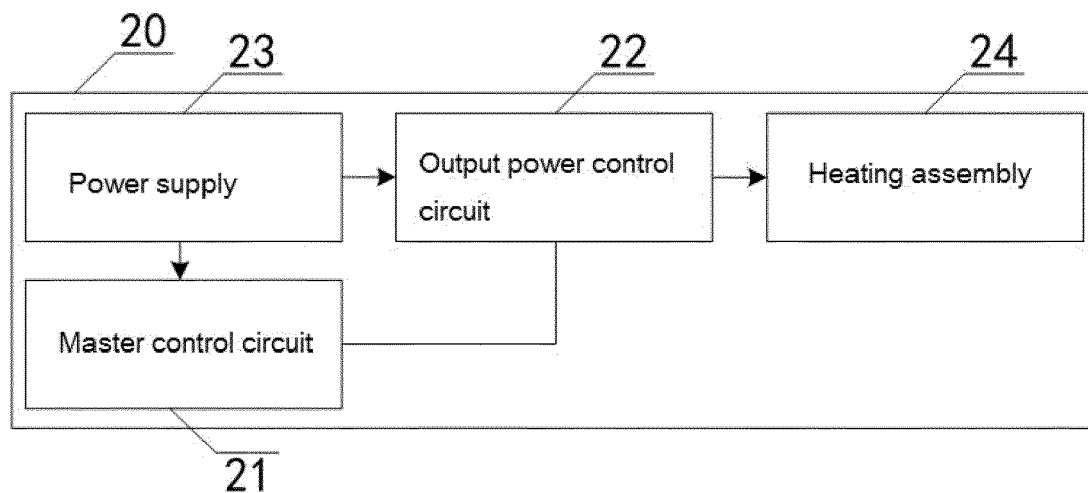 20
23
22
24
Power supply
Output power control
circuit
Heating assembly
Master control circuit
21